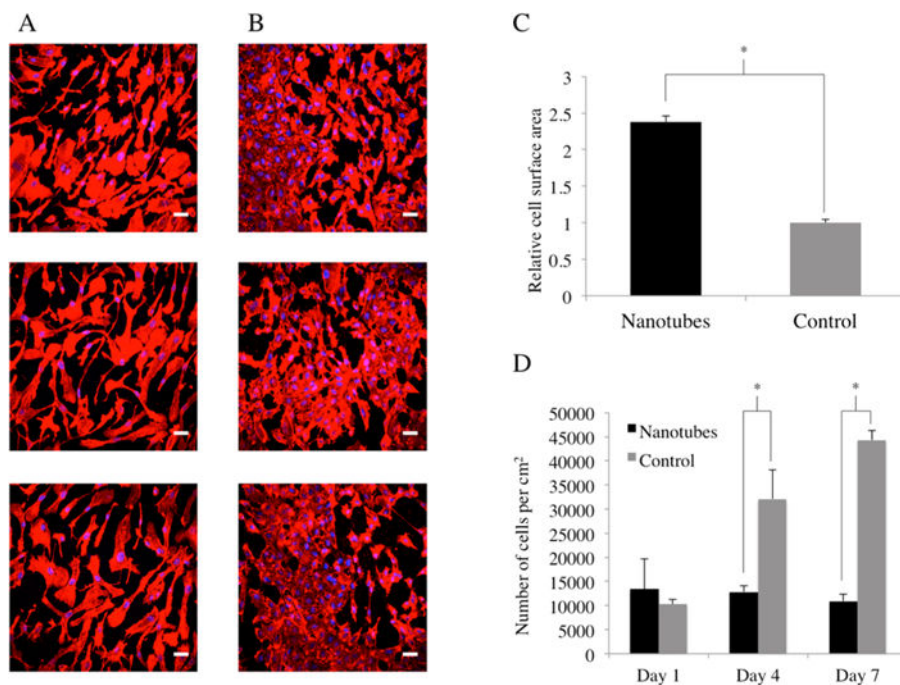 A
B
C
*
3
2.5
2
1.5
1
0.5
0
Relative cell surface area
Nanotubes
Control
D
*
*
50000
45000
40000
35000
30000
25000
20000
15000
10000
5000
0
Number of cells per cm²
Nanotubes
Control
Day 1
Day 4
Day 7